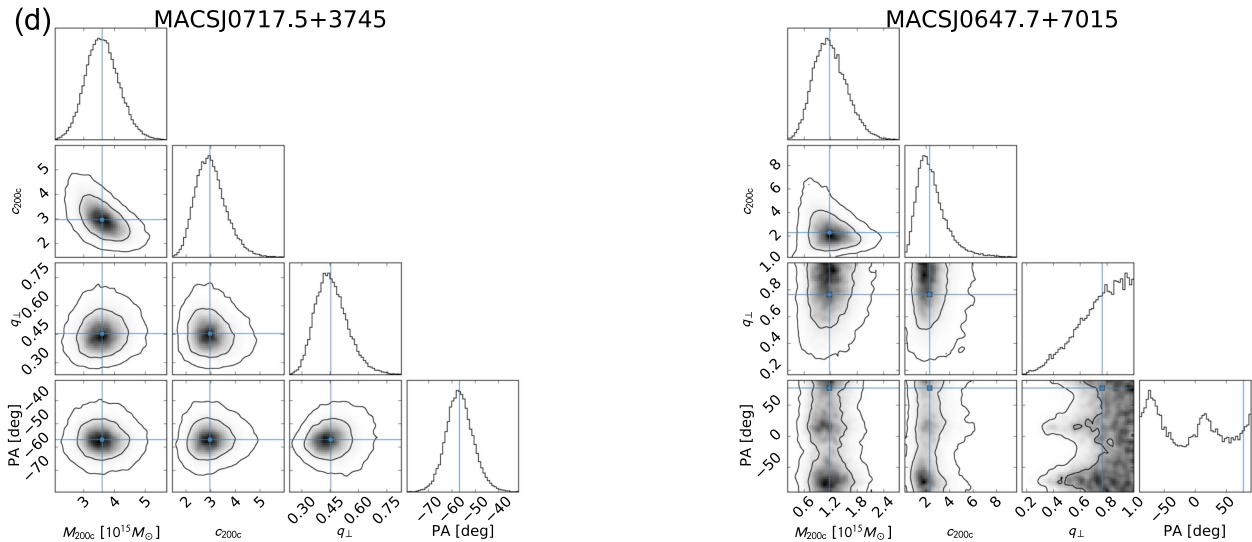 (d)
MACSJ0717.5+3745
MACSJ0647.7+7015
c200c
5
4
3
2
c200c
8
6
4
2
q⊥
0.75
0.60
0.45
0.30
q⊥
1.0
0.8
0.6
0.4
0.2
PA [deg]
−40
−50
−60
−70
PA [deg]
50
0
−50
3 4 5
2 3 4 5
0.30 0.45 0.60 0.75
−70 −60 −50 −40
0.6 1.2 1.8 2.4
0.0 2 4 6 8
0.2 0.4 0.6 0.8 1.0
−50 0 50
M200c [10^15 M⊙]
c200c
q⊥
PA [deg]
M200c [10^15 M⊙]
c200c
q⊥
PA [deg]